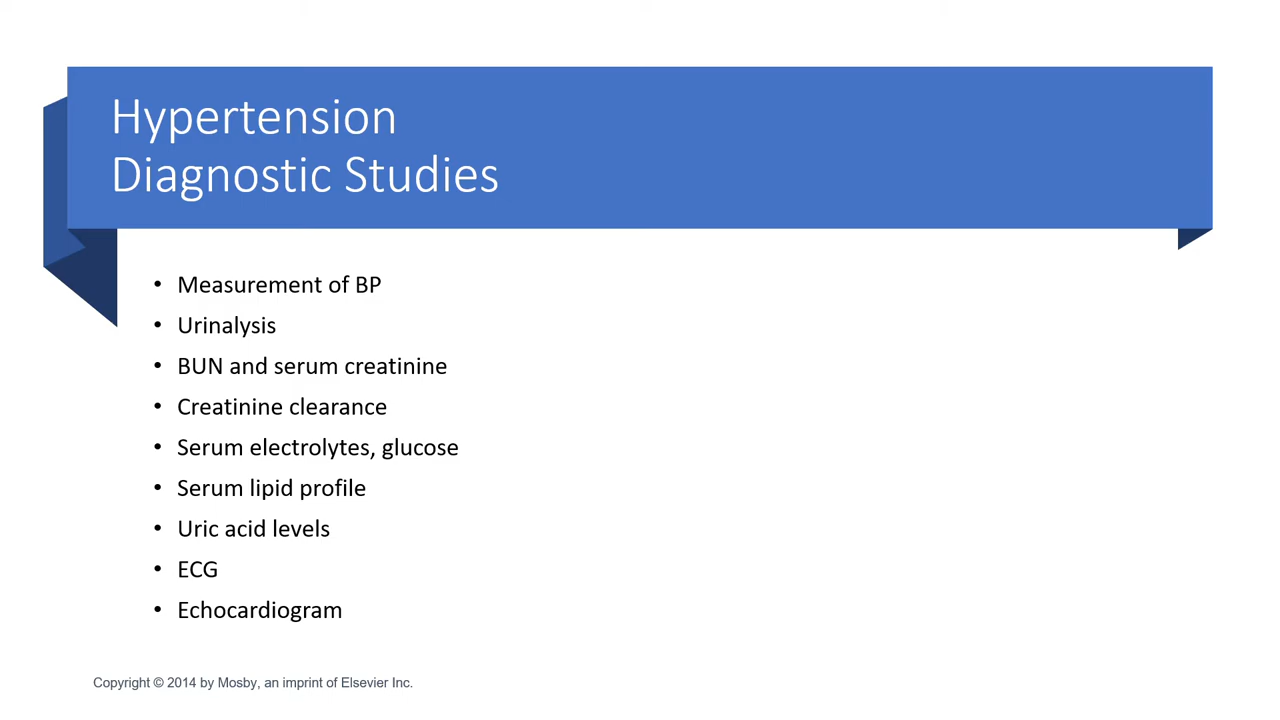 Hypertension
Diagnostic Studies
• Measurement of BP
• Urinalysis
• BUN and serum creatinine
• Creatinine clearance
• Serum electrolytes, glucose
• Serum lipid profile
• Uric acid levels
• ECG
• Echocardiogram
Copyright © 2014 by Mosby, an imprint of Elsevier Inc.